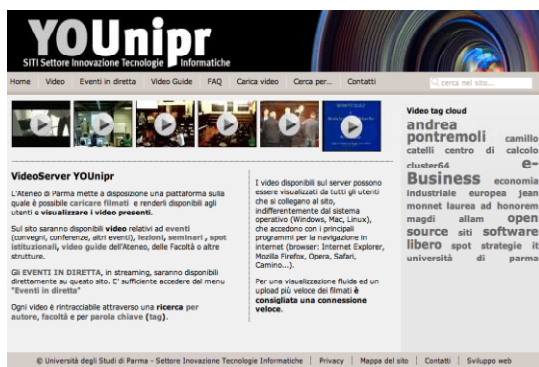 YOUnipr
SITI Settore Innovazione Tecnologie Informatiche
Home Video Eventi in diretta Video Guide FAQ Carica video Cerca per... Contatti
cerca nel sito...
VideoServer YOUnipr
L'Ateneo di Parma mette a disposizione una piattaforma sulla
quale è possibile caricare filmati e renderli disponibili agli
utenti e visualizzare i video presenti.
Sul sito saranno disponibili video relativi ad eventi
(convegni, conferenze, altri eventi), lezioni, seminari, spot
istituzionali, video guide dell'Ateneo, delle Facoltà o altre
strutture.
Gli EVENTI IN DIRETTA, in streaming, saranno disponibili
direttamente su questo sito. E' sufficiente accedere dal menu
"Eventi in diretta"
Ogni video è rintracciabile attraverso una ricerca per
autore, facoltà e per parola chiave (tag).
I video disponibili sul server possono
essere visualizzati da tutti gli utenti
che si collegano al sito,
indifferentemente dal sistema
operativo (Windows, Mac, Linux),
che accedono con i principali
programmi per la navigazione in
internet (browser: Internet Explorer,
Mozilla Firefox, Opera, Safari,
Camino...).
Per una visualizzazione fluida ed un
upload più veloce dei filmati è
consigliata una connessione
veloce.
Video tag cloud
andrea
pontremoli camillo
catelli centro di calcolo
cluster64 e-
Business economia
industriale europea jean
monnet laurea ad honorem
magdi allam open
source siti software
libero spot strategie it
università di parma
© Università degli Studi di Parma - Settore Inovazione Tecnologie Informatiche | Privacy | Mappa del sito | Contatti | Sviluppo web